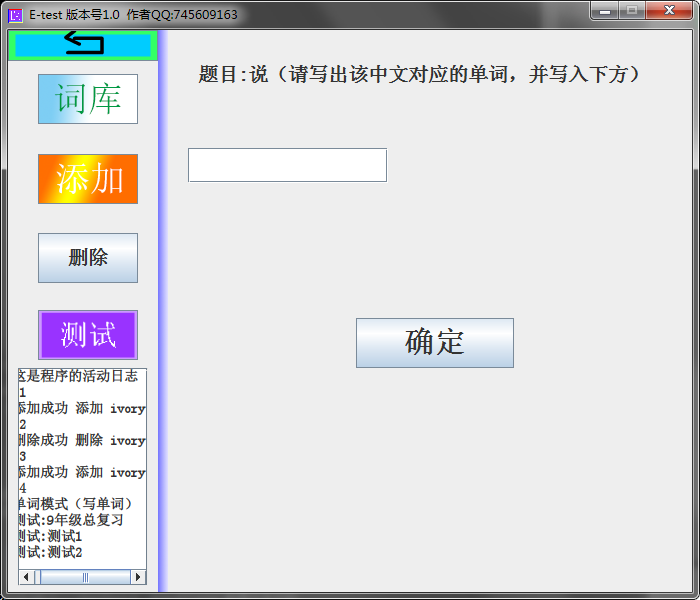 E-test 版本号1.0 作者QQ:745609163
词库
添加
删除
测试
这是程序的活动日志
1
添加成功 添加 ivory
2
删除成功 删除 ivory
3
添加成功 添加 ivory
4
单词模式（写单词）
测试:9年级总复习
测试:测试1
测试:测试2
题目:说（请写出该中文对应的单词，并写入下方）
确定